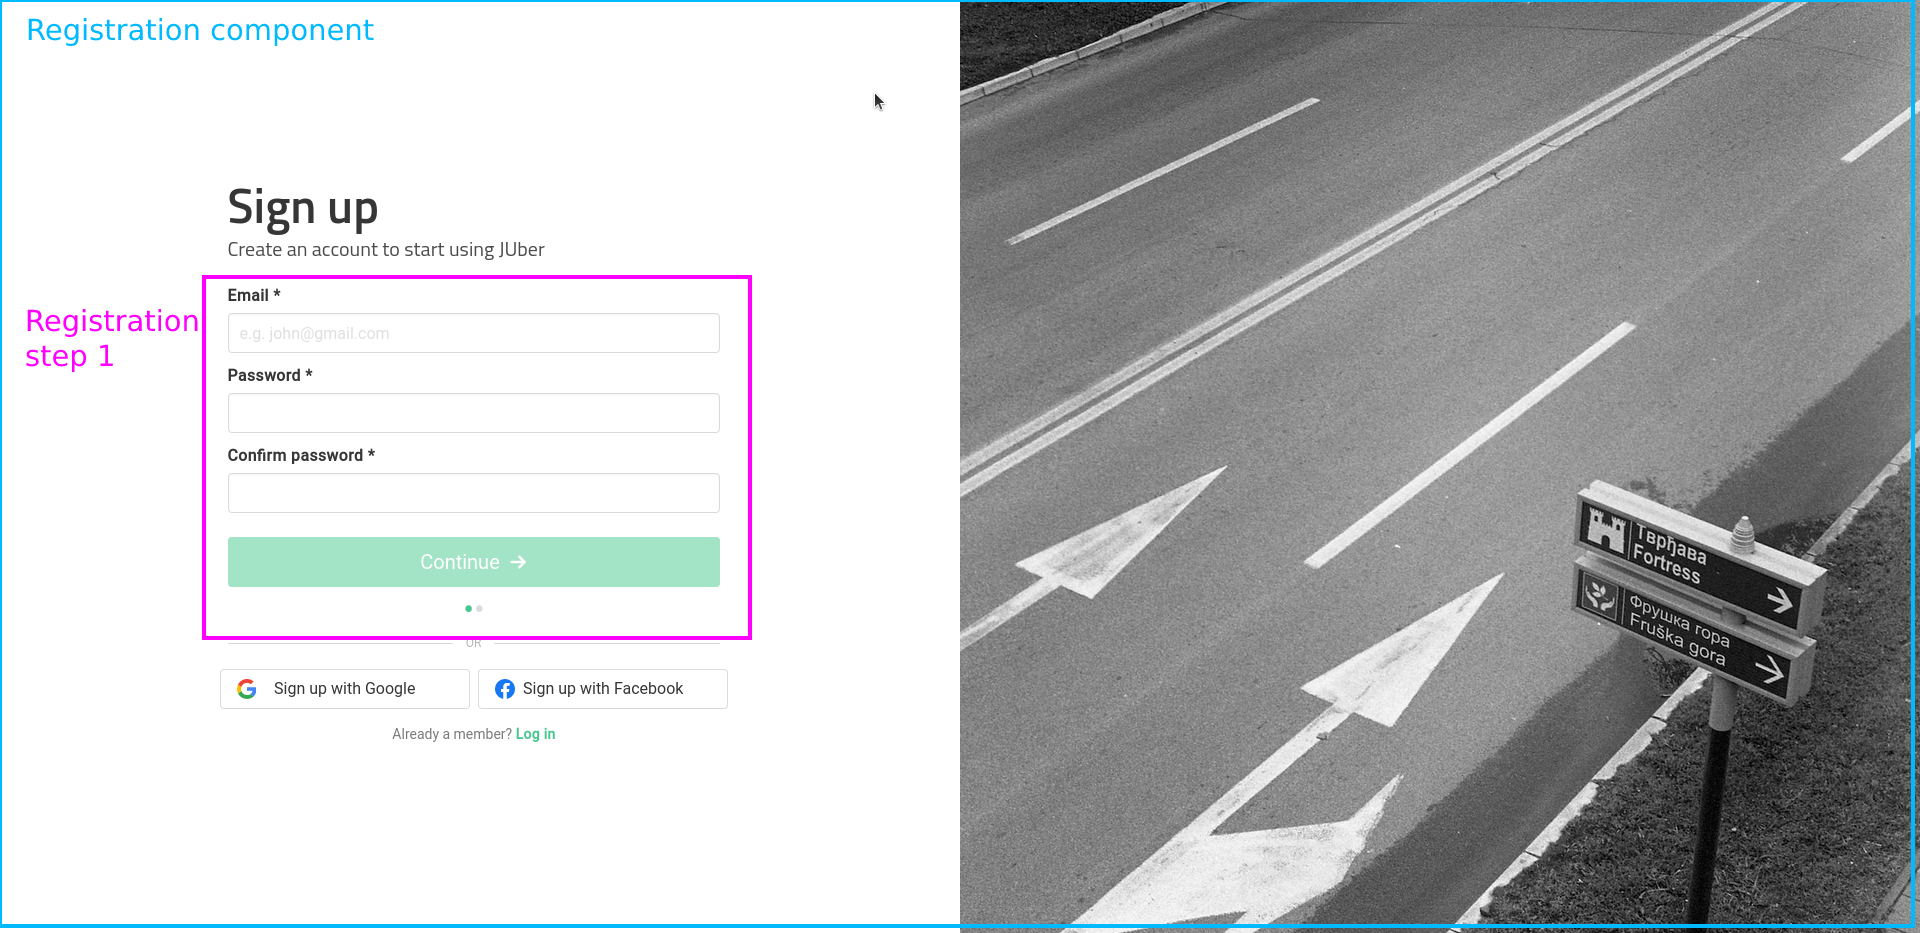 Registration component
Sign up
Create an account to start using JUber
Registration
step 1
Email *
e.g. john@gmail.com
Password *
Confirm password *
Continue
OR
Sign up with Google
Sign up with Facebook
Already a member? Log in
Тврђава
Fortress
Фрушка гора
Fruška gora